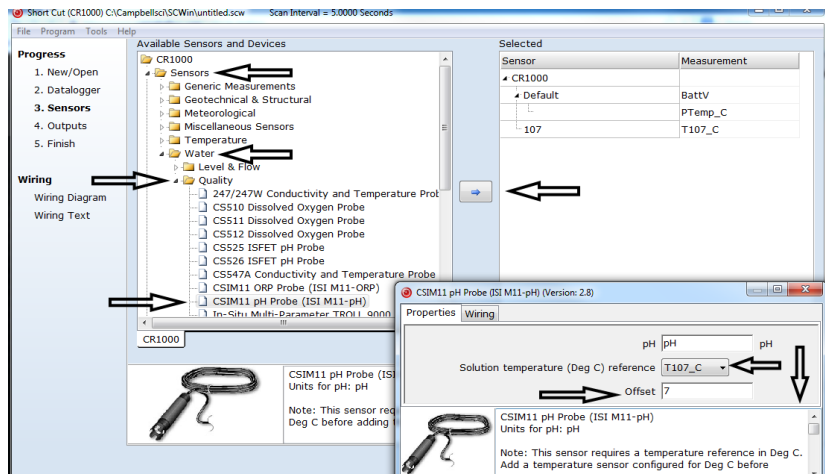 Short Cut (CR1000) C:\Campbellsci\SCWin\untitled.scw Scan Interval = 5.0000 Seconds
File Program Tools Help
Progress
1. New/Open
2. Datalogger
3. Sensors
4. Outputs
5. Finish
Wiring
Wiring Diagram
Wiring Text
Available Sensors and Devices
CR1000
Sensors
Generic Measurements
Geotechnical & Structural
Meteorological
Miscellaneous Sensors
Temperature
Water
Level & Flow
Quality
247/247W Conductivity and Temperature Prob
CS510 Dissolved Oxygen Probe
CS511 Dissolved Oxygen Probe
CS512 Dissolved Oxygen Probe
CS525 ISFET pH Probe
CS526 ISFET pH Probe
CS547A Conductivity and Temperature Probe
CSIM11 ORP Probe (ISI M11-ORP)
CSIM11 pH Probe (ISI M11-pH)
In-Situ Multi-Parameter TROLL 9000
CR1000
CSIM11 pH Probe (ISI
Units for pH: pH
Note: This sensor req
Deg C before adding
Selected
Sensor Measurement
CR1000
Default BattV
PTemp_C
107 T107_C
CSIM11 pH Probe (ISI M11-pH) (Version: 2.8)
Properties Wiring
pH pH pH
Solution temperature (Deg C) reference T107_C
Offset 7
CSIM11 pH Probe (ISI M11-pH)
Units for pH: pH
Note: This sensor requires a temperature reference in Deg C.
Add a temperature sensor configured for Deg C before